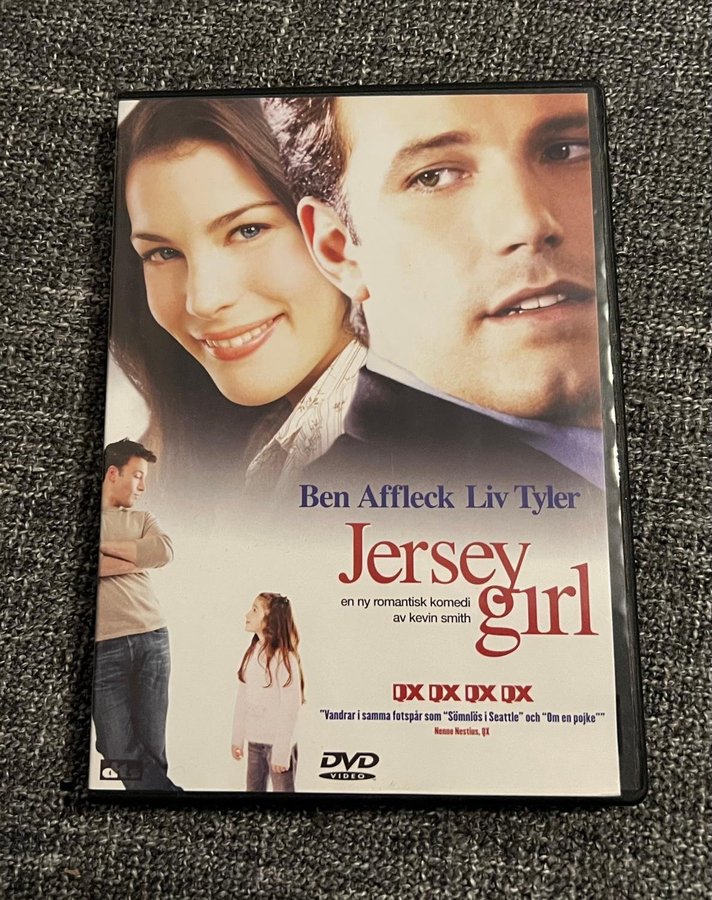 Ben Affleck Liv Tyler
Jersey
girl
en ny romantisk komedi
av kevin smith
QX QX QX QX
"Vandrar i samma fotspår som "Sömnlös i Seattle" och "Om en pojke""
Nenne Nestius, QX
DVD
VIDEO
dts